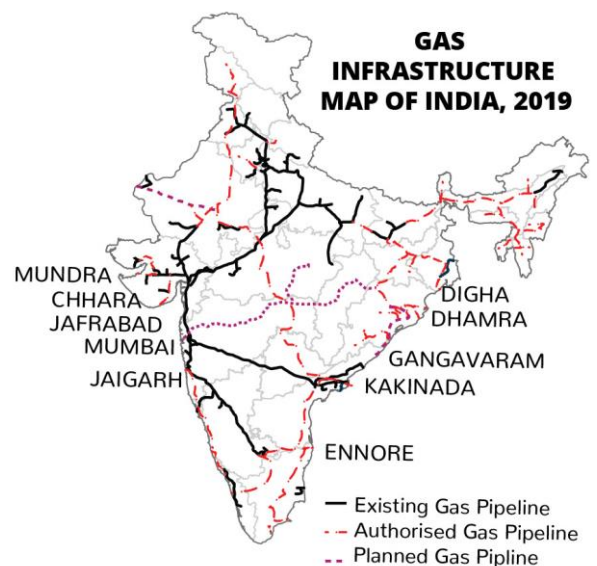 GAS
INFRASTRUCTURE
MAP OF INDIA, 2019
MUNDRA
CHHARA
JAFRABAD
MUMBAI
JAIGARH
DIGHA
DHAMRA
GANGAVARAM
KAKINADA
ENNORE
Existing Gas Pipeline
Authorised Gas Pipeline
Planned Gas Pipline